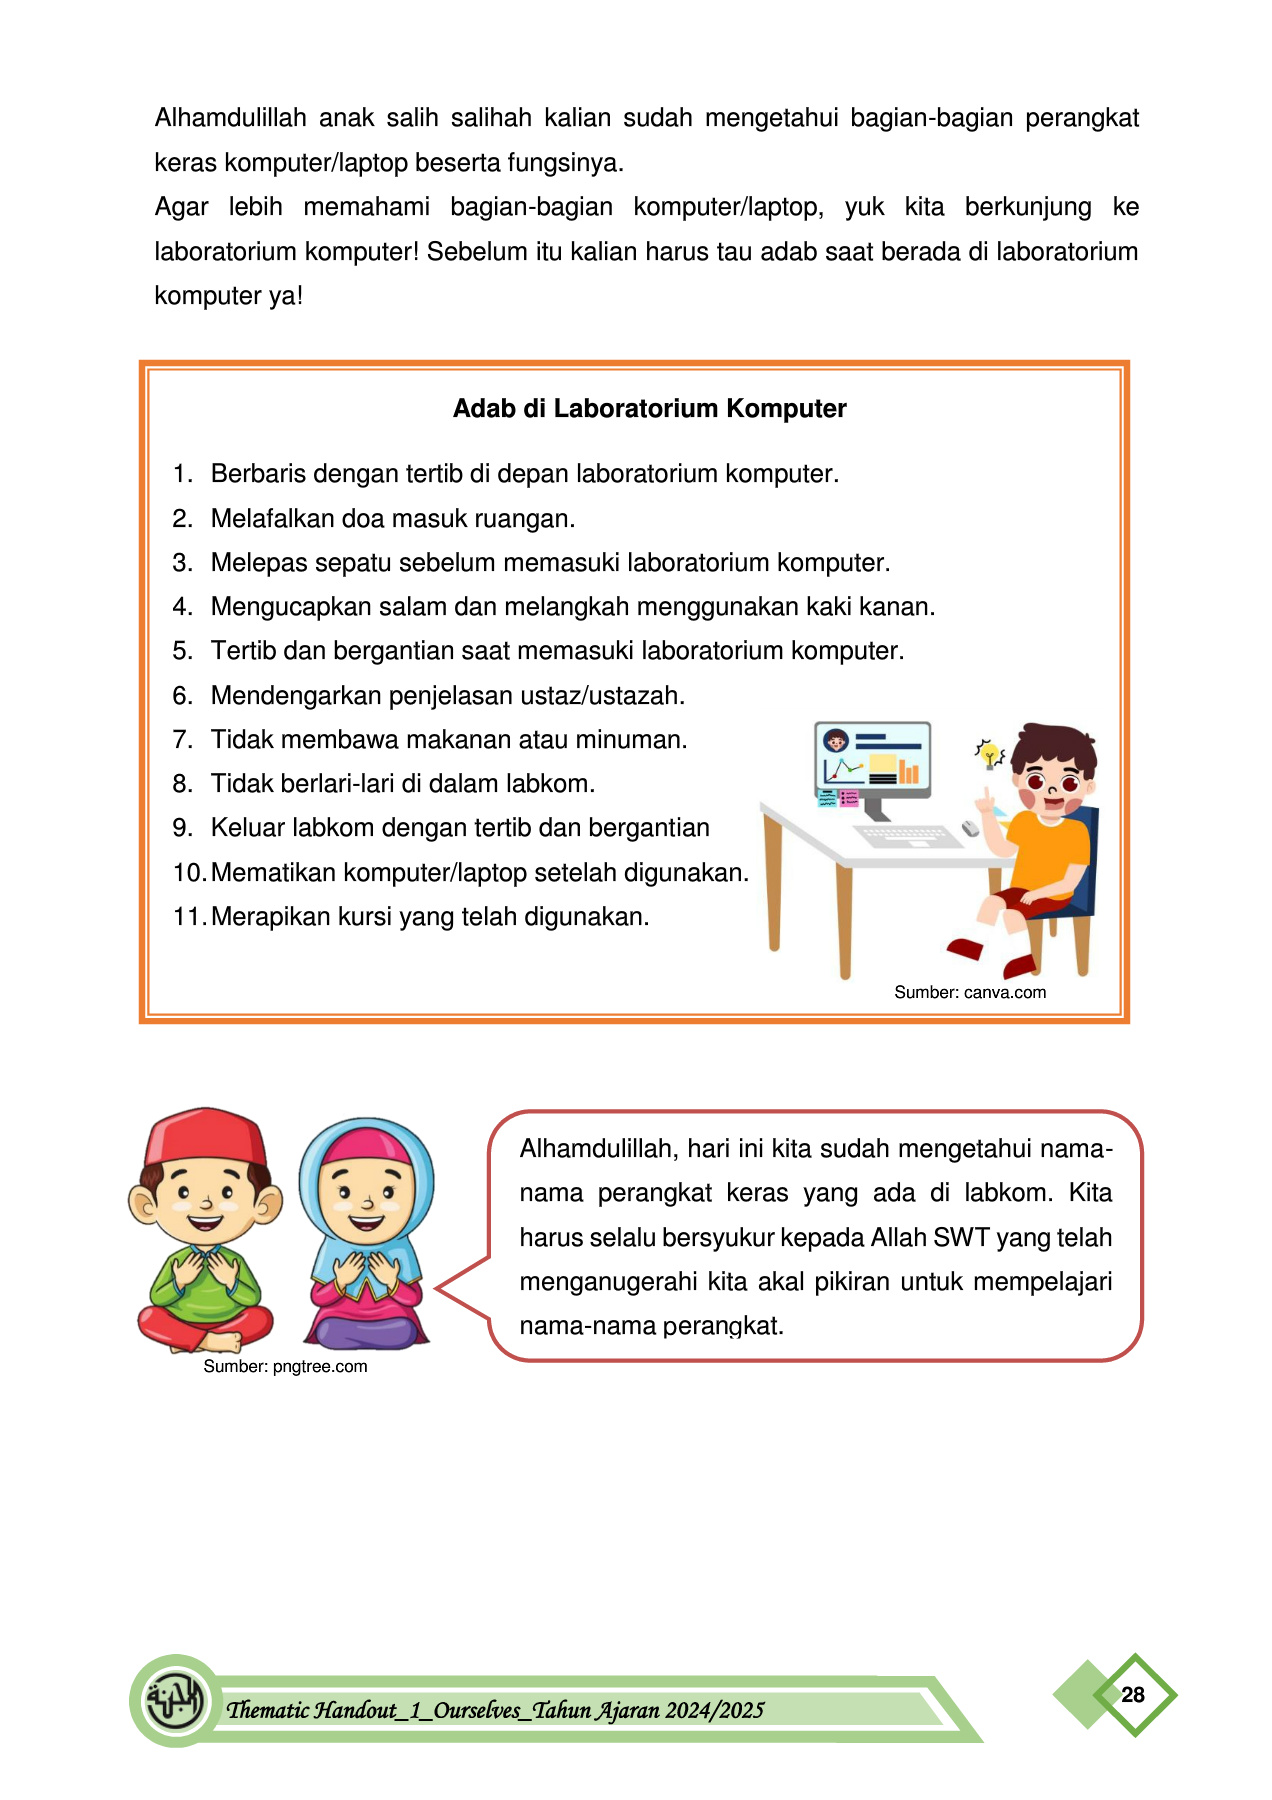 Alhamdulillah anak salih salihah kalian sudah mengetahui bagian-bagian perangkat
keras komputer/laptop beserta fungsinya.
Agar lebih memahami bagian-bagian komputer/laptop, yuk kita berkunjung ke
laboratorium komputer! Sebelum itu kalian harus tau adab saat berada di laboratorium
komputer ya!
Adab di Laboratorium Komputer
1. Berbaris dengan tertib di depan laboratorium komputer.
2. Melafalkan doa masuk ruangan.
3. Melepas sepatu sebelum memasuki laboratorium komputer.
4. Mengucapkan salam dan melangkah menggunakan kaki kanan.
5. Tertib dan bergantian saat memasuki laboratorium komputer.
6. Mendengarkan penjelasan ustaz/ustazah.
7. Tidak membawa makanan atau minuman.
8. Tidak berlari-lari di dalam labkom.
9. Keluar labkom dengan tertib dan bergantian
10. Mematikan komputer/laptop setelah digunakan.
11. Merapikan kursi yang telah digunakan.
Sumber: canva.com
Alhamdulillah, hari ini kita sudah mengetahui nama-
nama perangkat keras yang ada di labkom. Kita
harus selalu bersyukur kepada Allah SWT yang telah
menganugerahi kita akal pikiran untuk mempelajari
nama-nama perangkat.
Sumber: pngtree.com
Thematic Handout_1_Ourselves_Tahun Ajaran 2024/2025
28